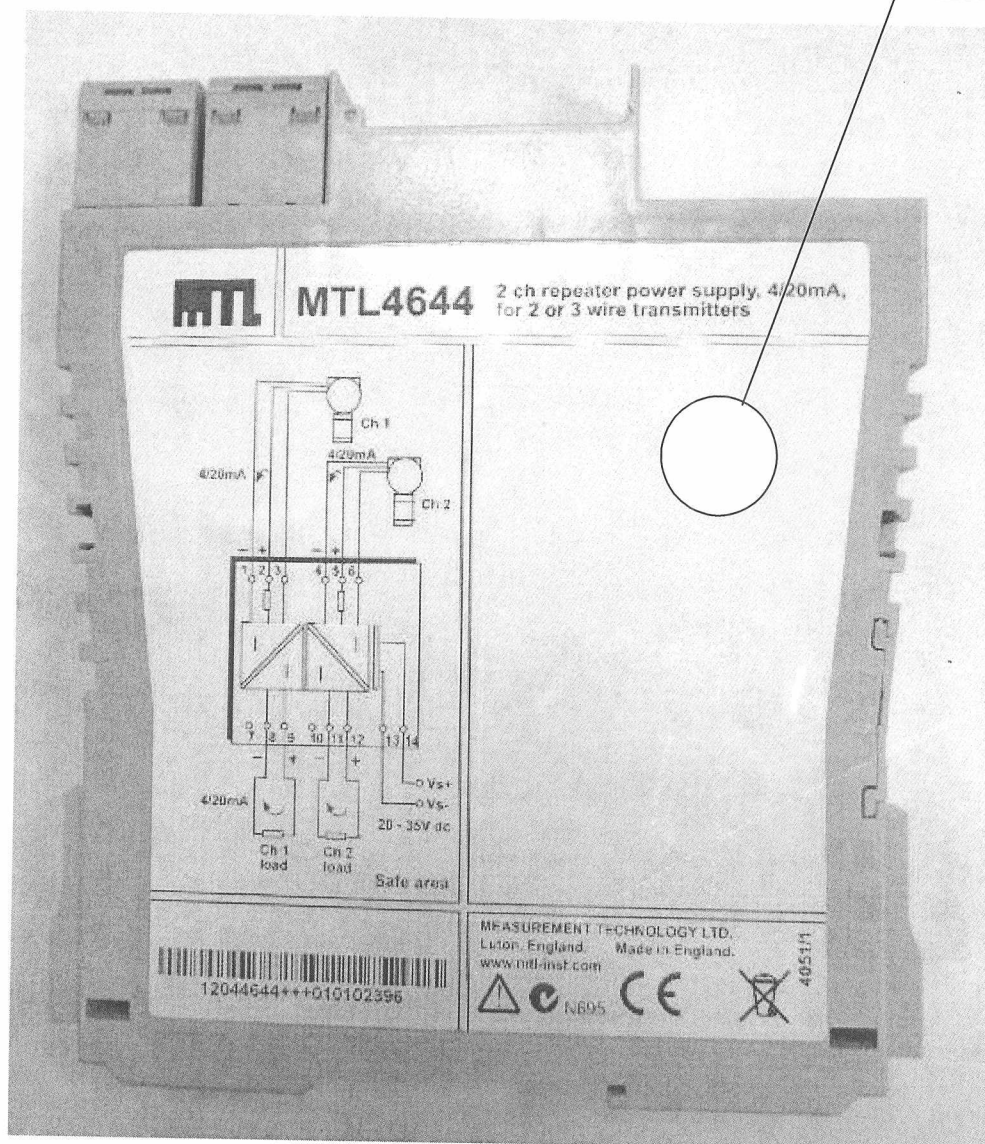 MTL
MTL4644
2 ch repeater power supply, 4/20mA,
for 2 or 3 wire transmitters
Ch 1
4/20mA
4/20mA
Ch 2
− +
− +
1 2 3 4 5 6
7 8 9 10 11 12 13 14
− +
− +
Vs+
4/20mA
Vs-
20 - 35V dc
Ch 1
load
Ch 2
load
Safe area
12044644+++010102396
MEASUREMENT TECHNOLOGY LTD.
Luton, England. Made in England.
www.mtl-inst.com
N695
CE
4051/1